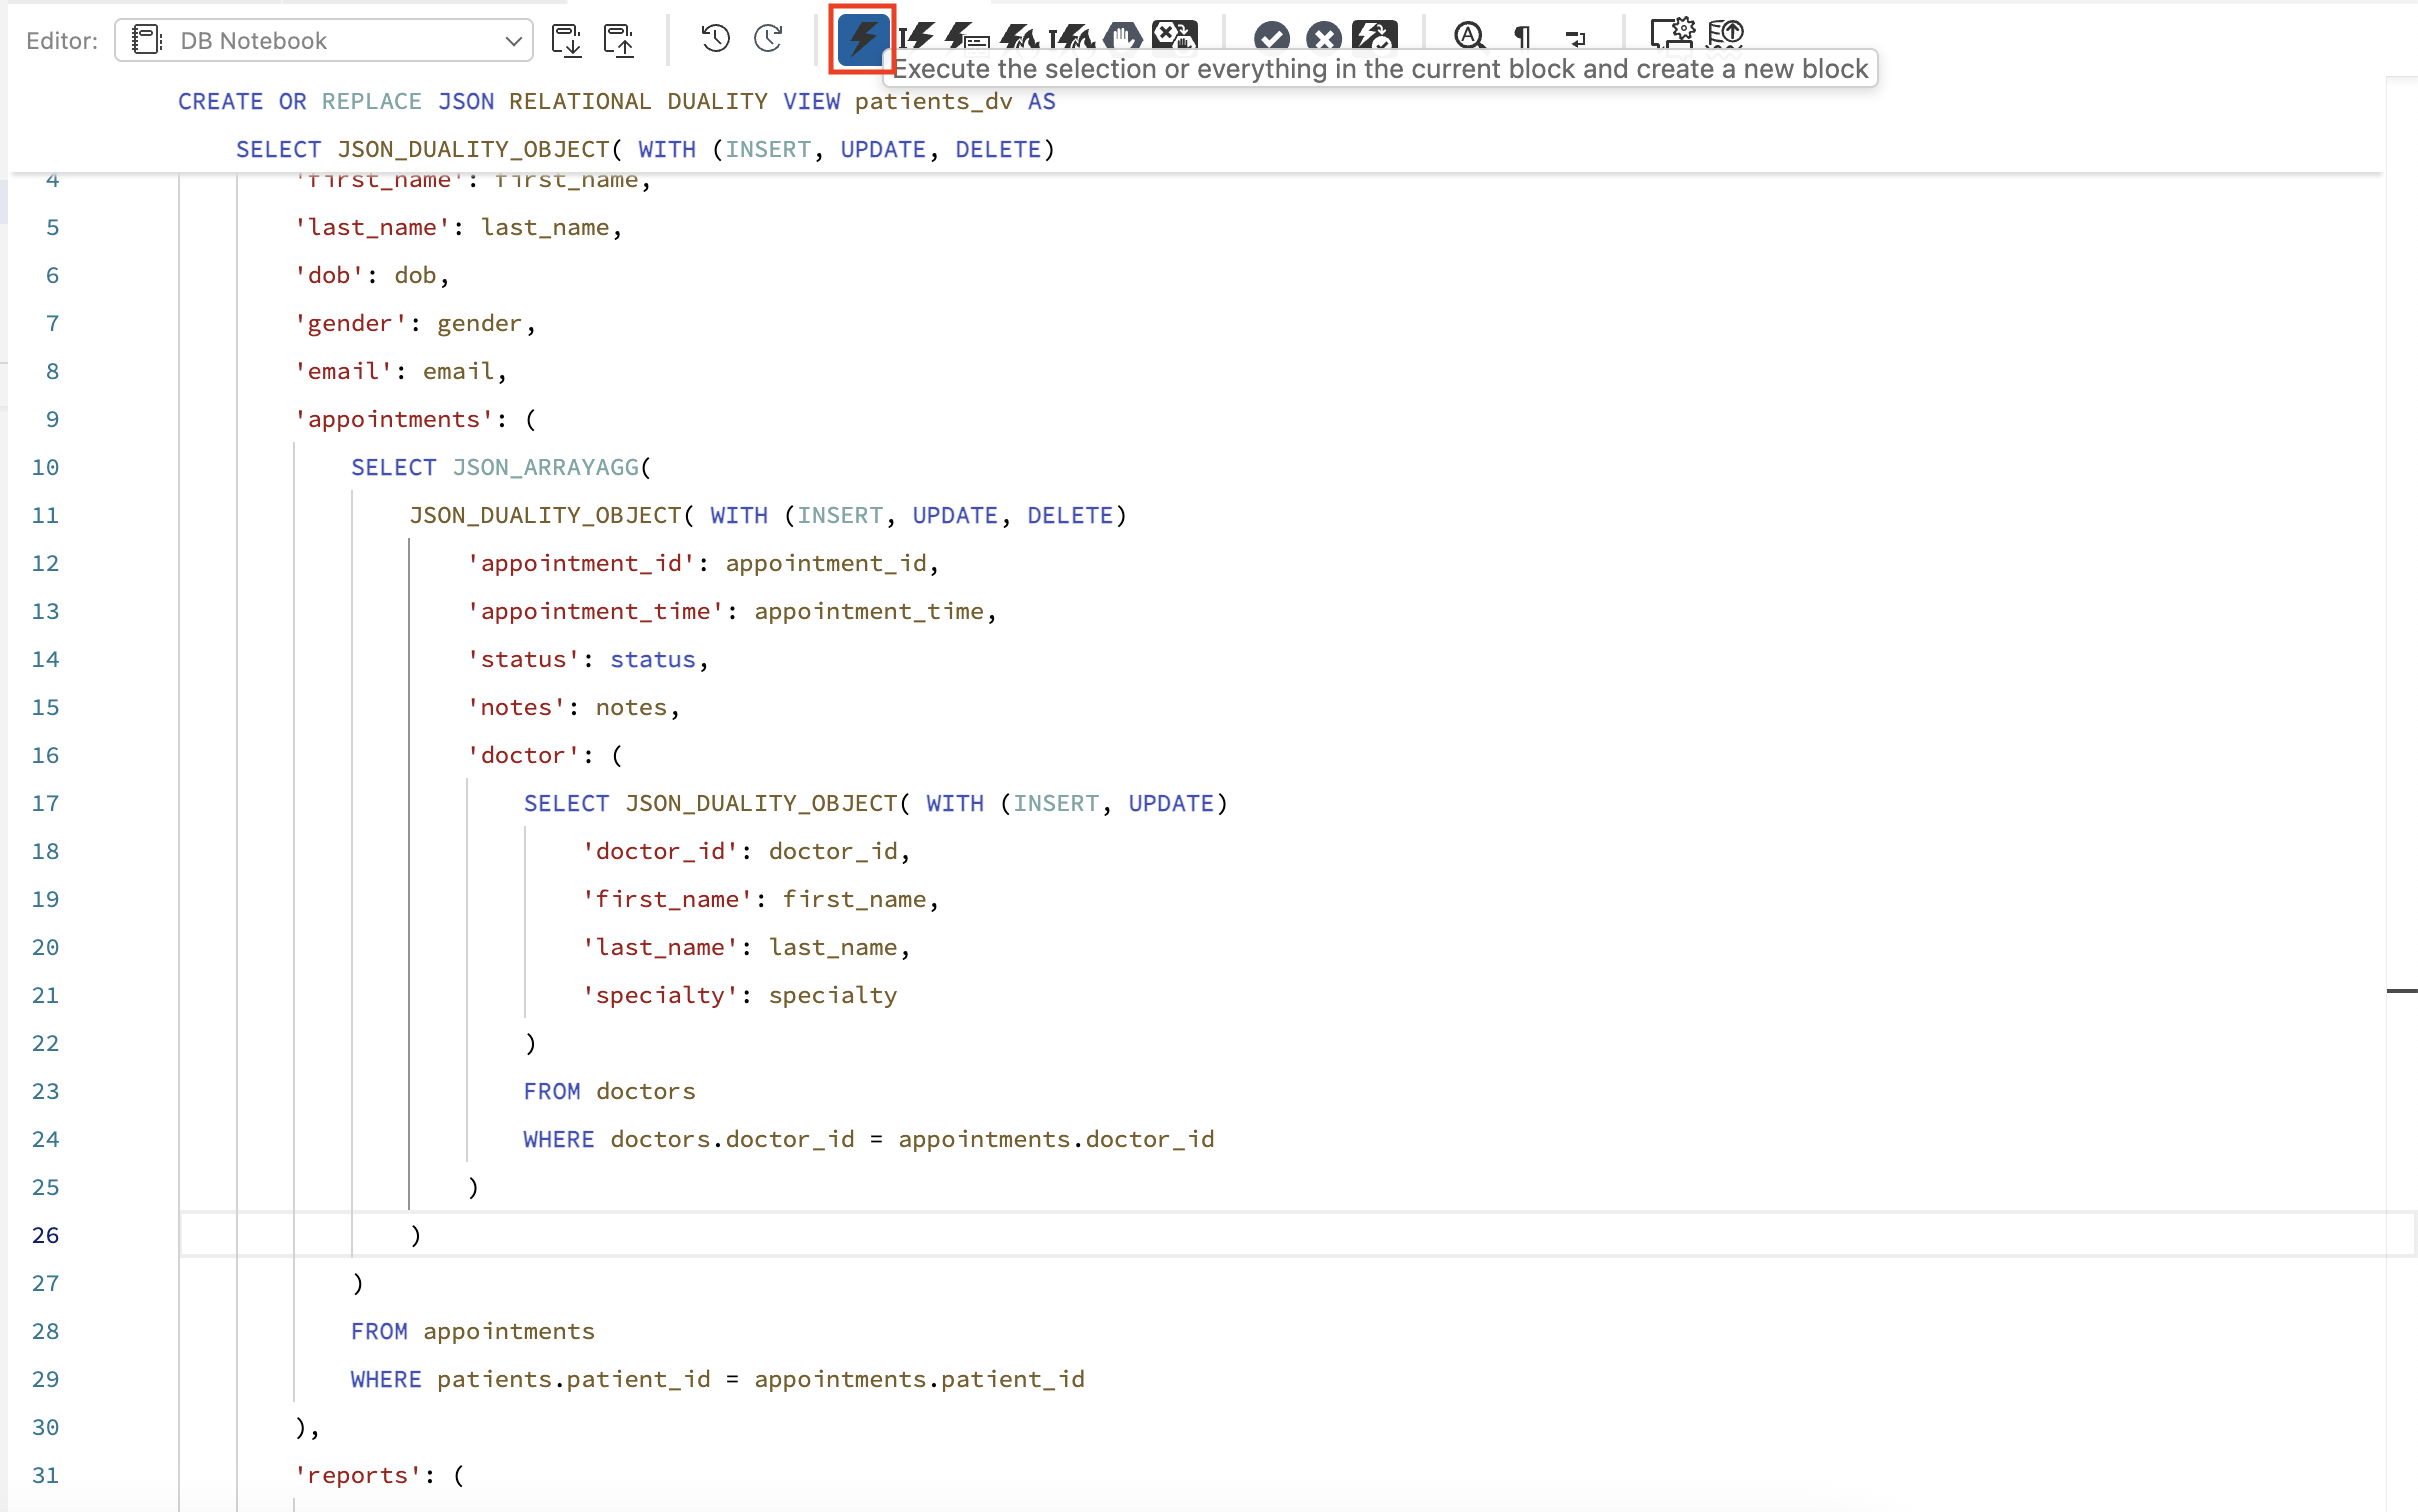 Editor: DB Notebook
Execute the selection or everything in the current block and create a new block
CREATE OR REPLACE JSON RELATIONAL DUALITY VIEW patients_dv AS
SELECT JSON_DUALITY_OBJECT( WITH (INSERT, UPDATE, DELETE)
4 'first_name': first_name,
5 'last_name': last_name,
6 'dob': dob,
7 'gender': gender,
8 'email': email,
9 'appointments': (
10 SELECT JSON_ARRAYAGG(
11 JSON_DUALITY_OBJECT( WITH (INSERT, UPDATE, DELETE)
12 'appointment_id': appointment_id,
13 'appointment_time': appointment_time,
14 'status': status,
15 'notes': notes,
16 'doctor': (
17 SELECT JSON_DUALITY_OBJECT( WITH (INSERT, UPDATE)
18 'doctor_id': doctor_id,
19 'first_name': first_name,
20 'last_name': last_name,
21 'specialty': specialty
22 )
23 FROM doctors
24 WHERE doctors.doctor_id = appointments.doctor_id
25 )
26 )
27 )
28 FROM appointments
29 WHERE patients.patient_id = appointments.patient_id
30 ),
31 'reports': (